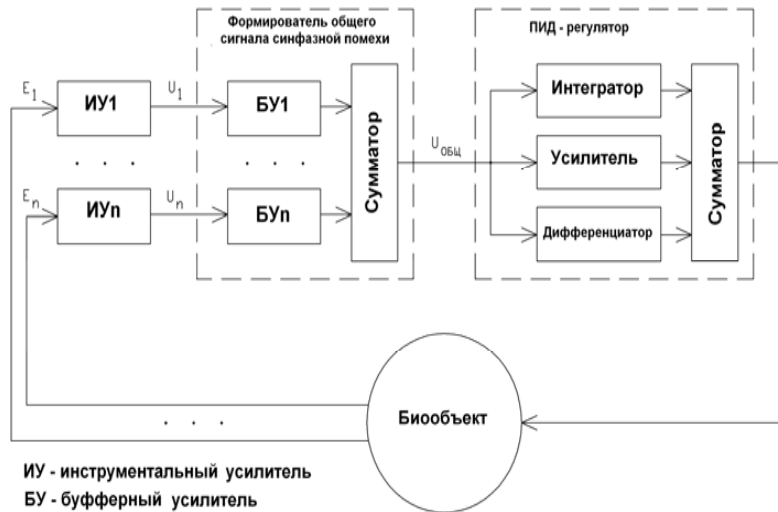 Формирователь общего
сигнала синфазной помехи
ПИД - регулятор
E1
ИУ1
U1
БУ1
Сумматор
Интегратор
Сумматор
. . .
. . .
UОБЩ
Усилитель
En
ИУn
Un
БУn
Дифференциатор
Биообъект
. . .
ИУ - инструментальный усилитель
БУ - буфферный усилитель